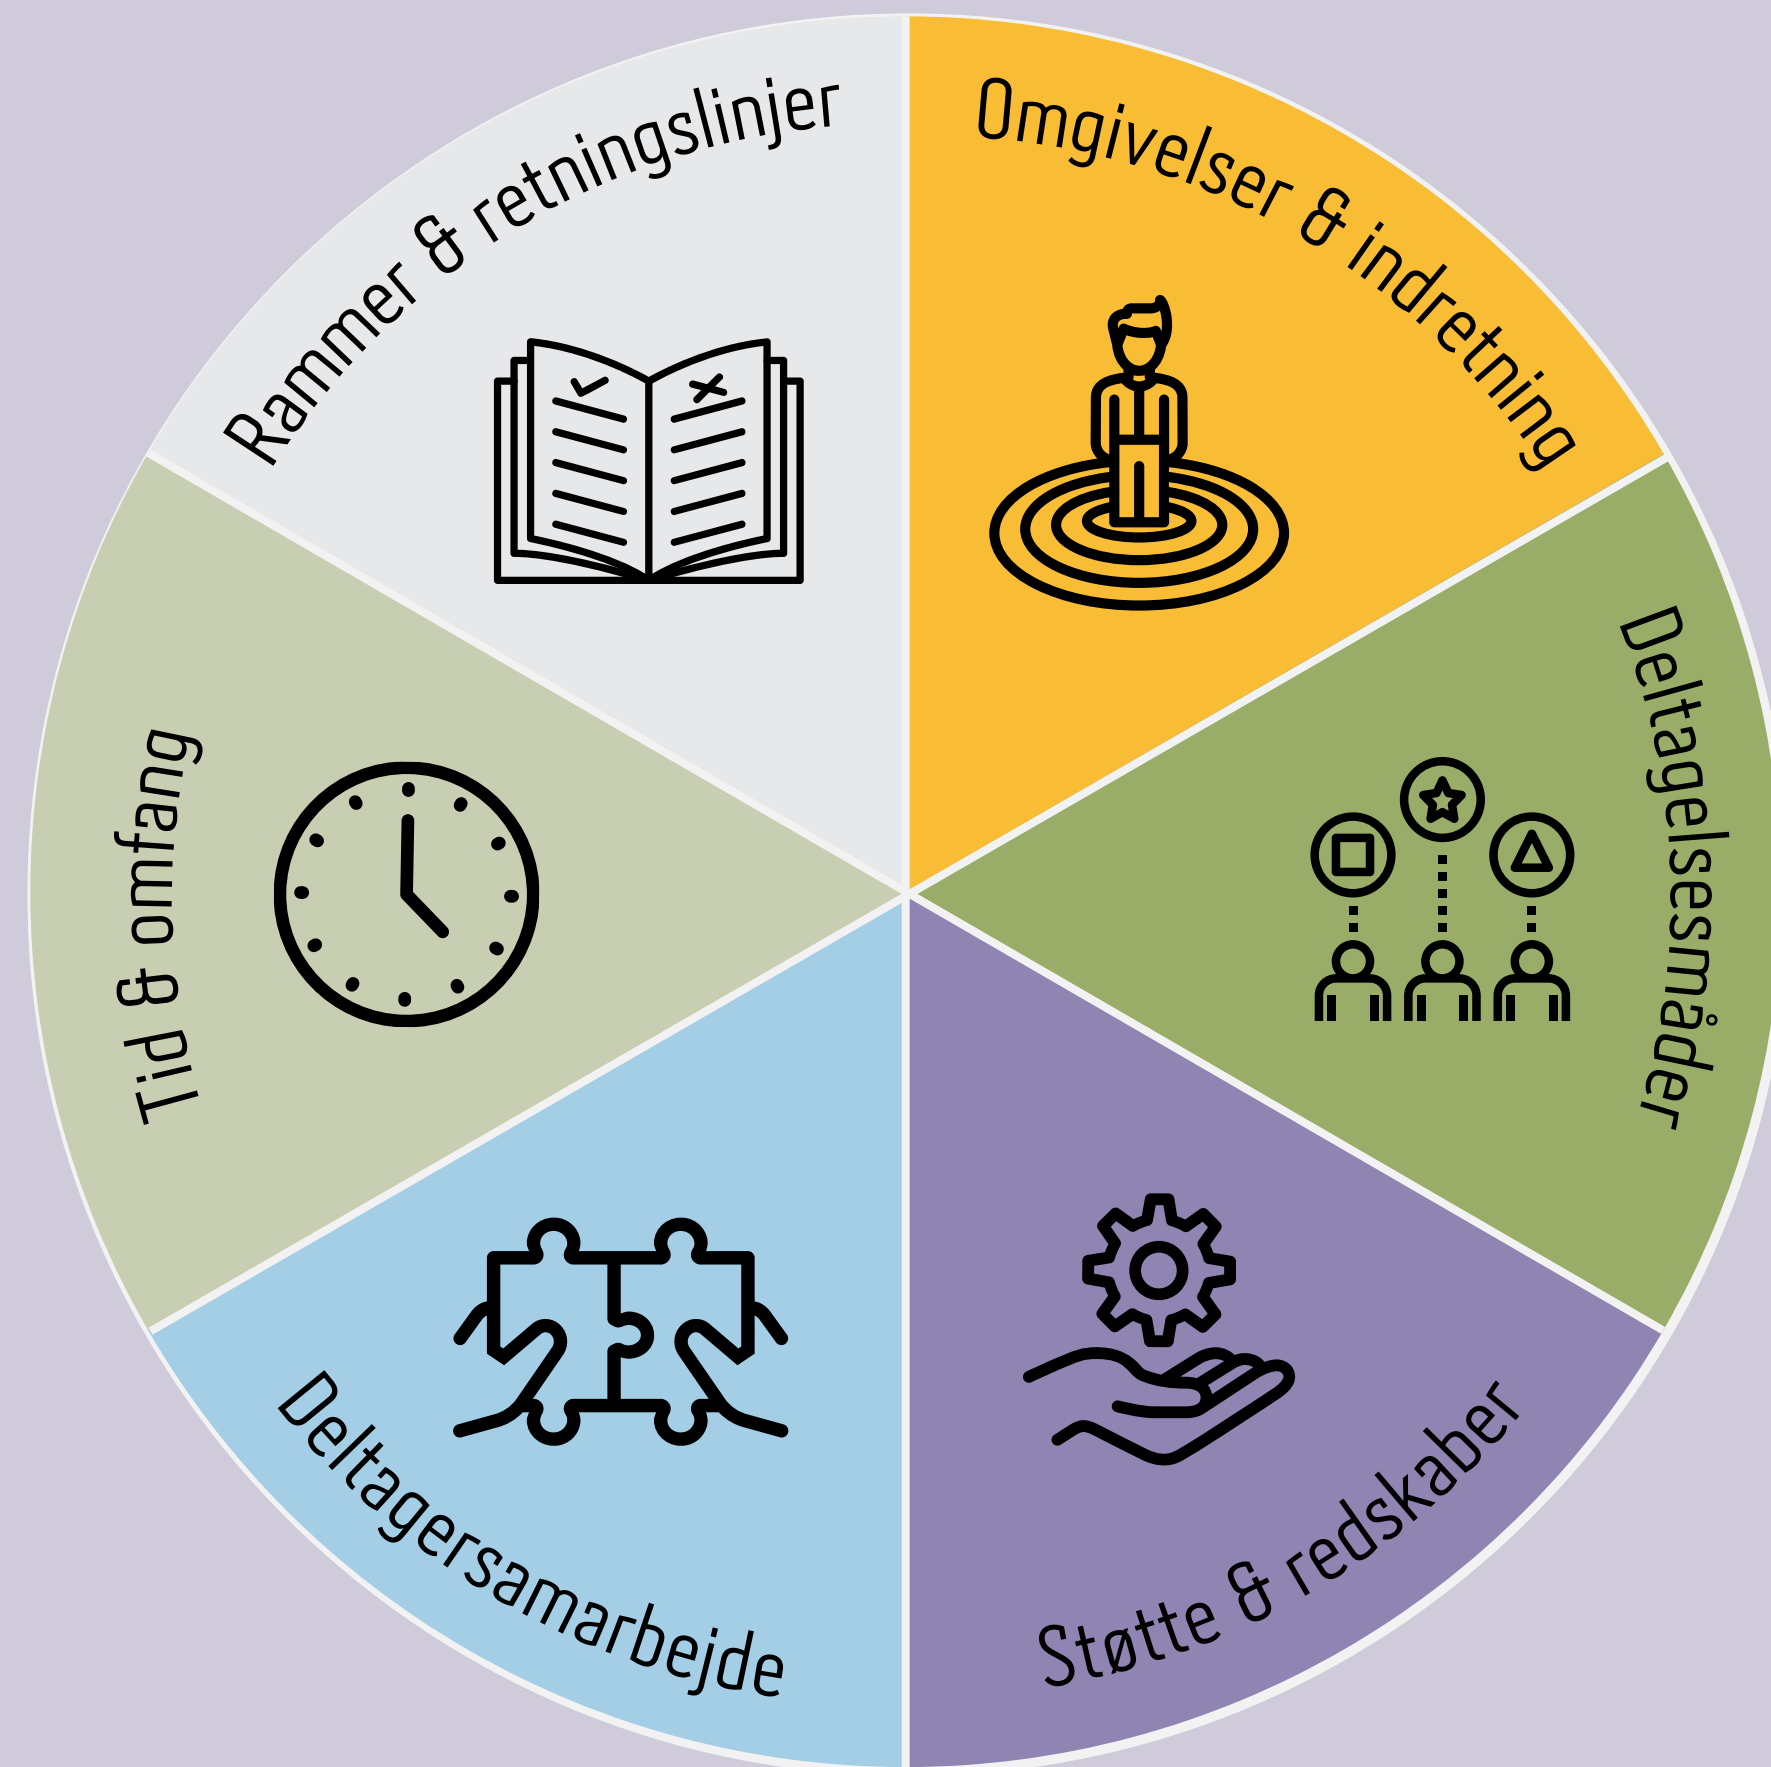 Rammer & retningslinjer
Omgivelser & indretning
Deltagelsesmåder
Støtte & redskaber
Deltagersamarbejde
Tid & omfang